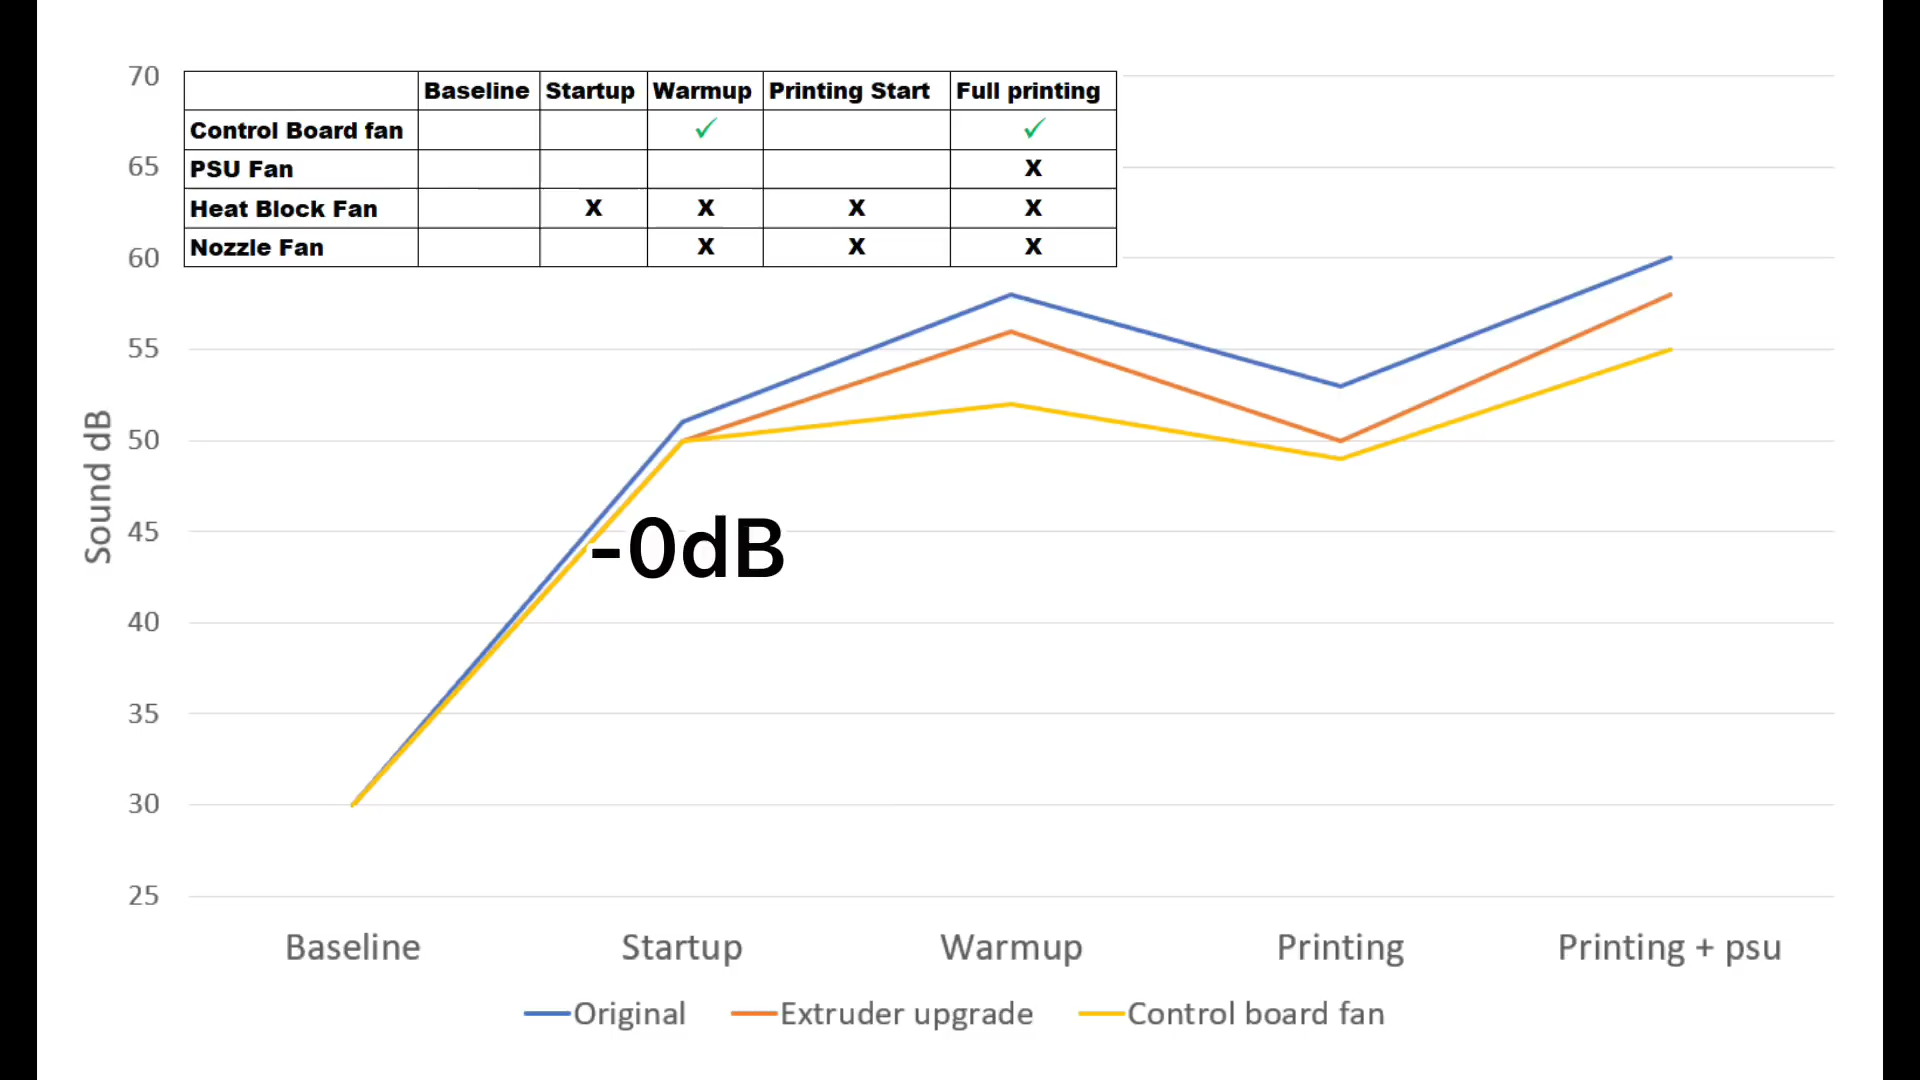 70
Baseline Startup Warmup Printing Start Full printing
Control Board fan ✓ ✓
65
PSU Fan X
Heat Block Fan X X X X
Nozzle Fan X X X
60
55
50
Sound dB
45
-0dB
40
35
30
25
Baseline Startup Warmup Printing Printing + psu
Original Extruder upgrade Control board fan